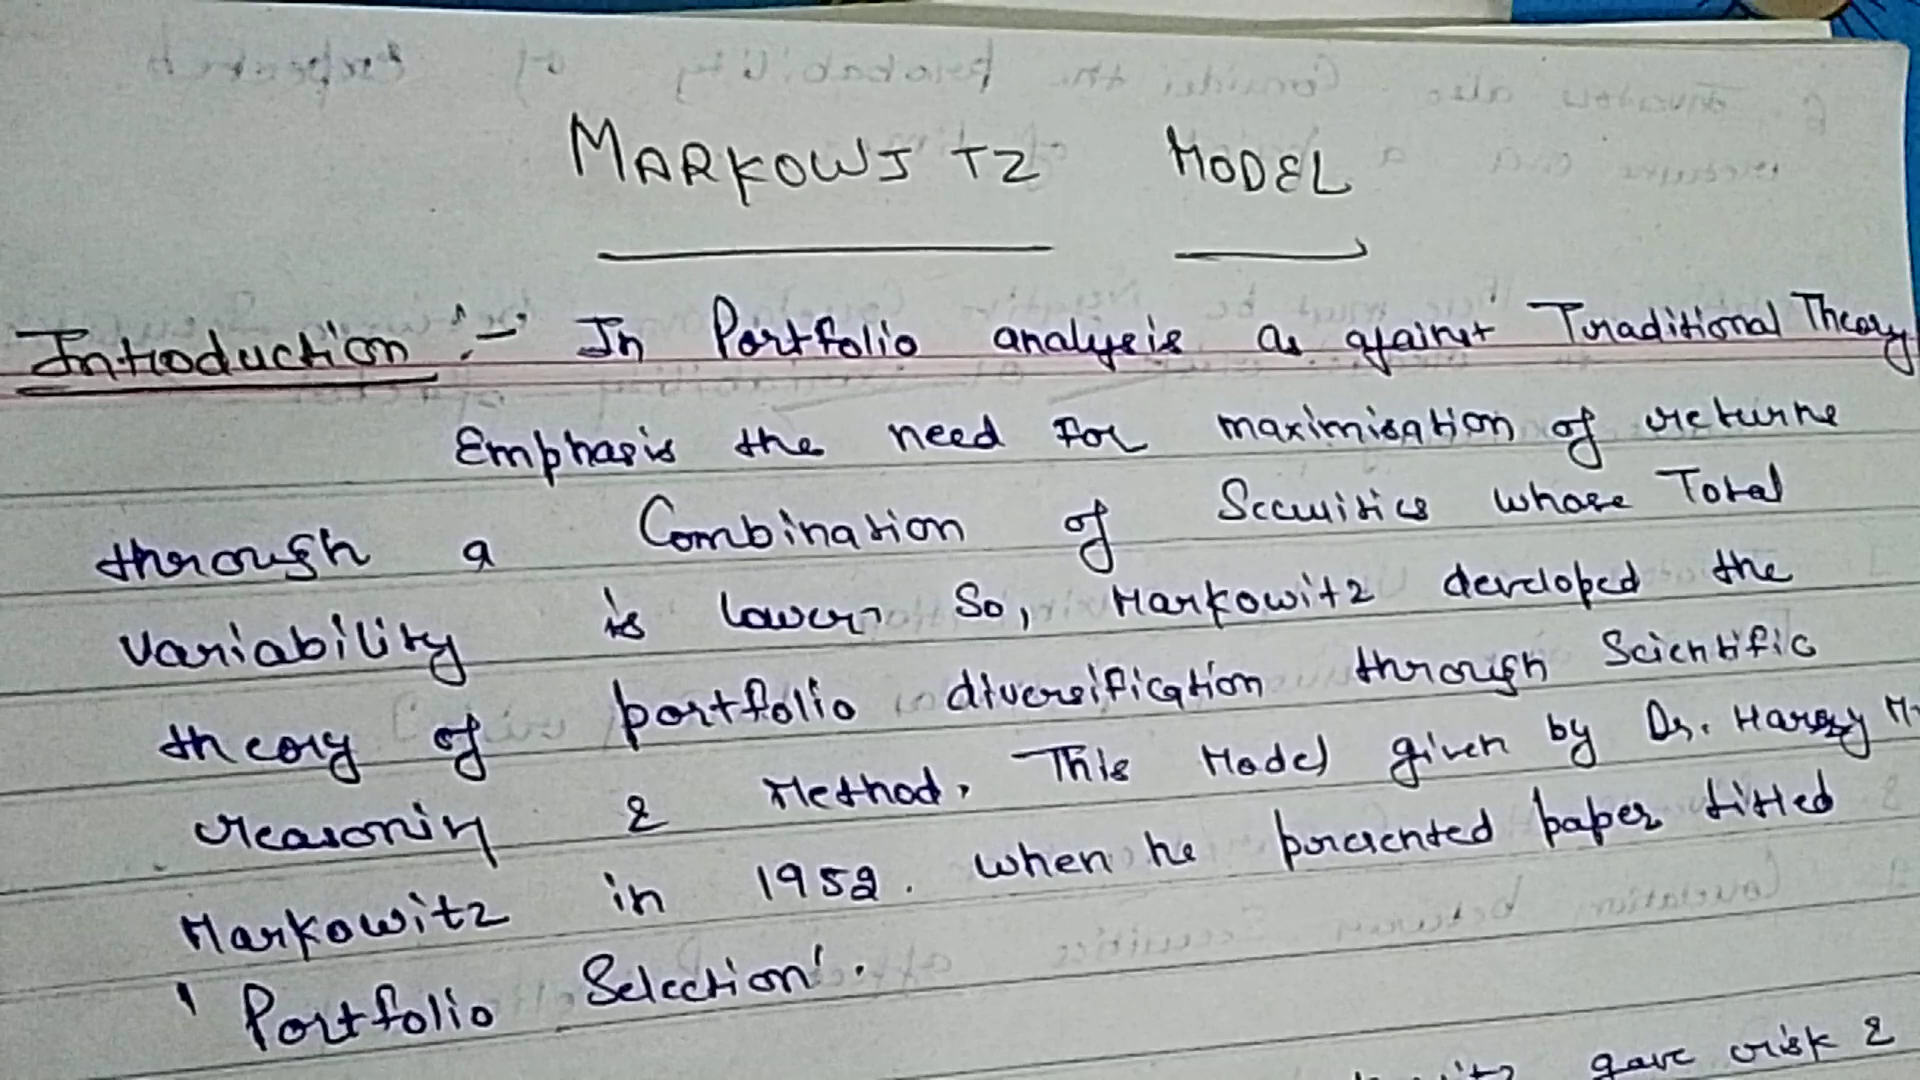 MARKOWITZ MODEL
Introduction :- In Portfolio analysis as against Traditional Theory
Emphasis the need For maximisation of returns
through a Combination of Securities whose Total
variability is lower. So, Markowitz developed the
theory of portfolio diversification through Scientific
reasoning & Method. This Model given by Dr. Harry M.
Markowitz in 1952. when he presented paper titled
'Portfolio Selection'.
gave risk &